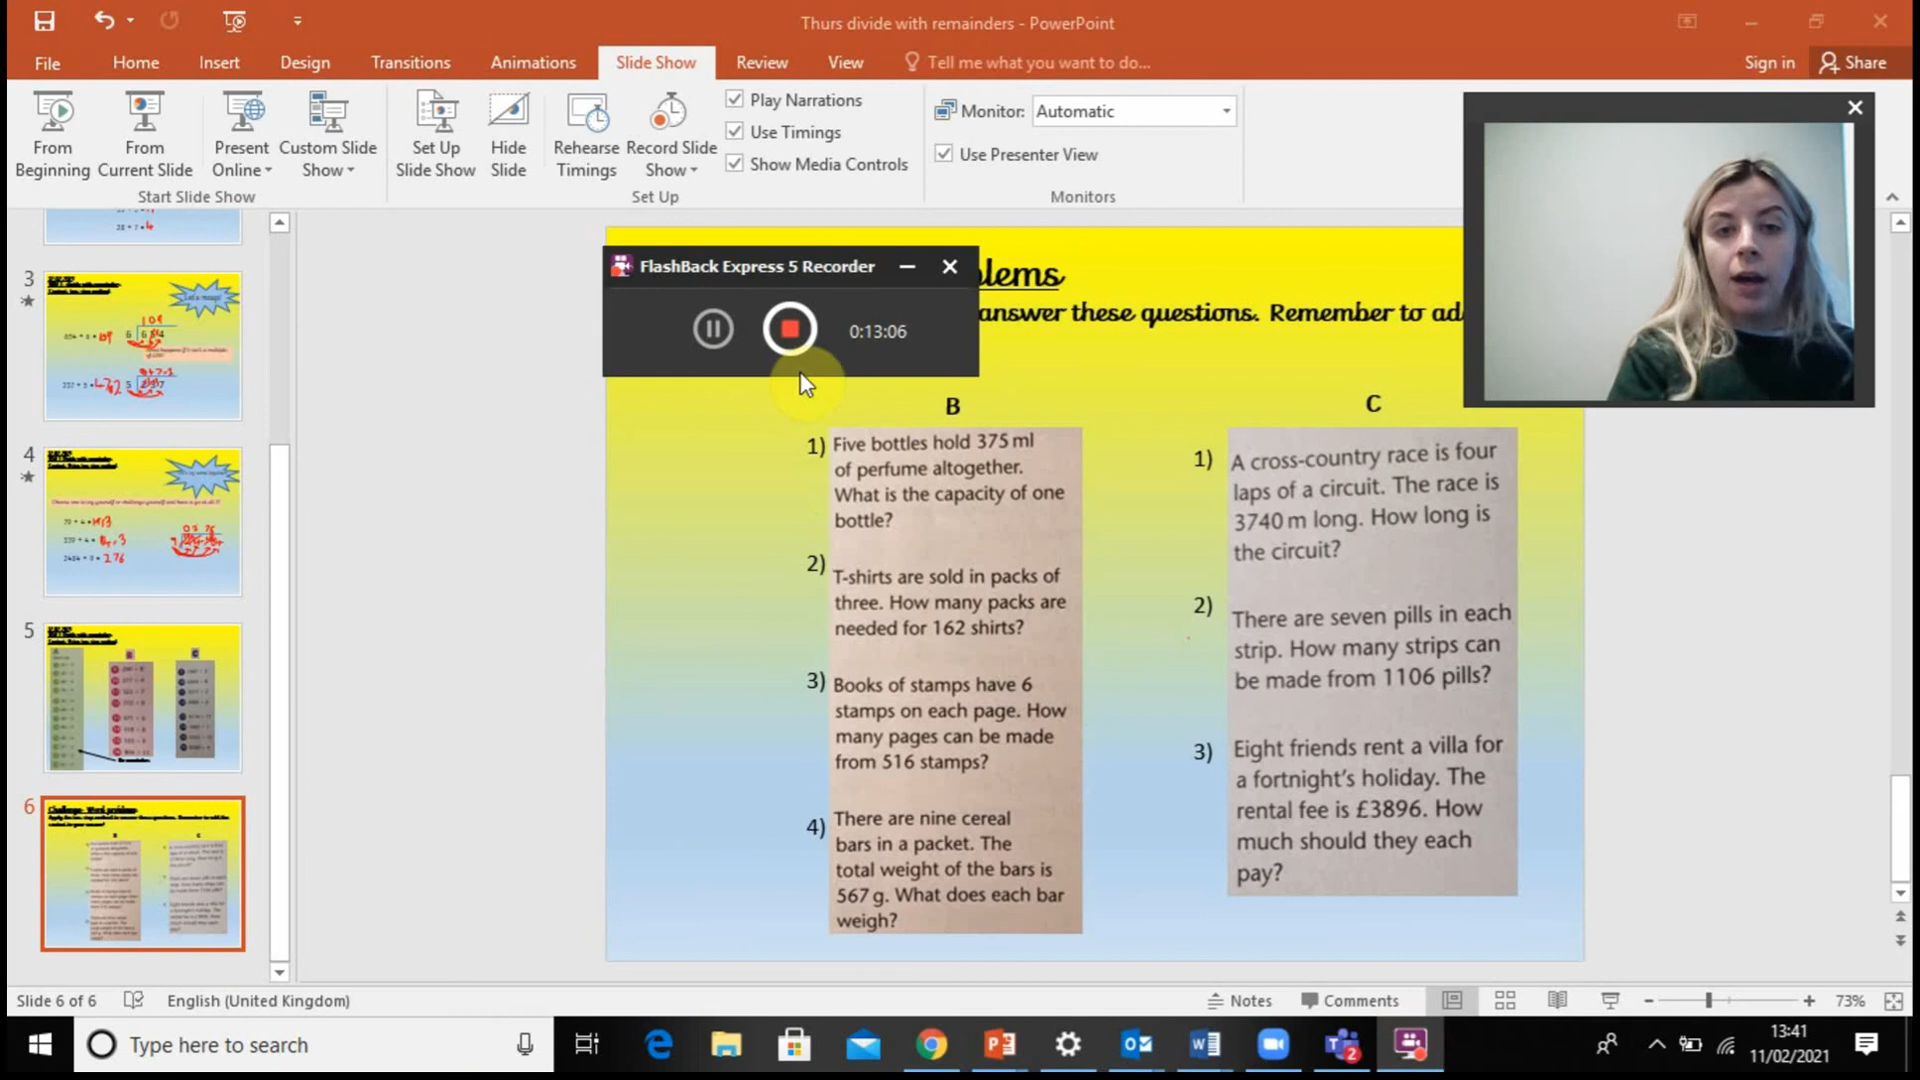 Thurs divide with remainders - PowerPoint
File
Home
Insert
Design
Transitions
Animations
Slide Show
Review
View
Tell me what you want to do...
Sign in
Share
From
Beginning
From
Current Slide
Present
Online
Custom Slide
Show
Start Slide Show
Set Up
Slide Show
Hide
Slide
Rehearse
Timings
Record Slide
Show
Set Up
Play Narrations
Use Timings
Show Media Controls
Monitor: Automatic
Use Presenter View
Monitors
3
4
5
6
FlashBack Express 5 Recorder
0:13:06
lems
answer these questions. Remember to ad
B
1) Five bottles hold 375 ml
of perfume altogether.
What is the capacity of one
bottle?
2) T-shirts are sold in packs of
three. How many packs are
needed for 162 shirts?
3) Books of stamps have 6
stamps on each page. How
many pages can be made
from 516 stamps?
4) There are nine cereal
bars in a packet. The
total weight of the bars is
567 g. What does each bar
weigh?
C
1) A cross-country race is four
laps of a circuit. The race is
3740 m long. How long is
the circuit?
2) There are seven pills in each
strip. How many strips can
be made from 1106 pills?
3) Eight friends rent a villa for
a fortnight's holiday. The
rental fee is £3896. How
much should they each
pay?
Slide 6 of 6
English (United Kingdom)
Notes
Comments
73%
Type here to search
2
13:41
11/02/2021